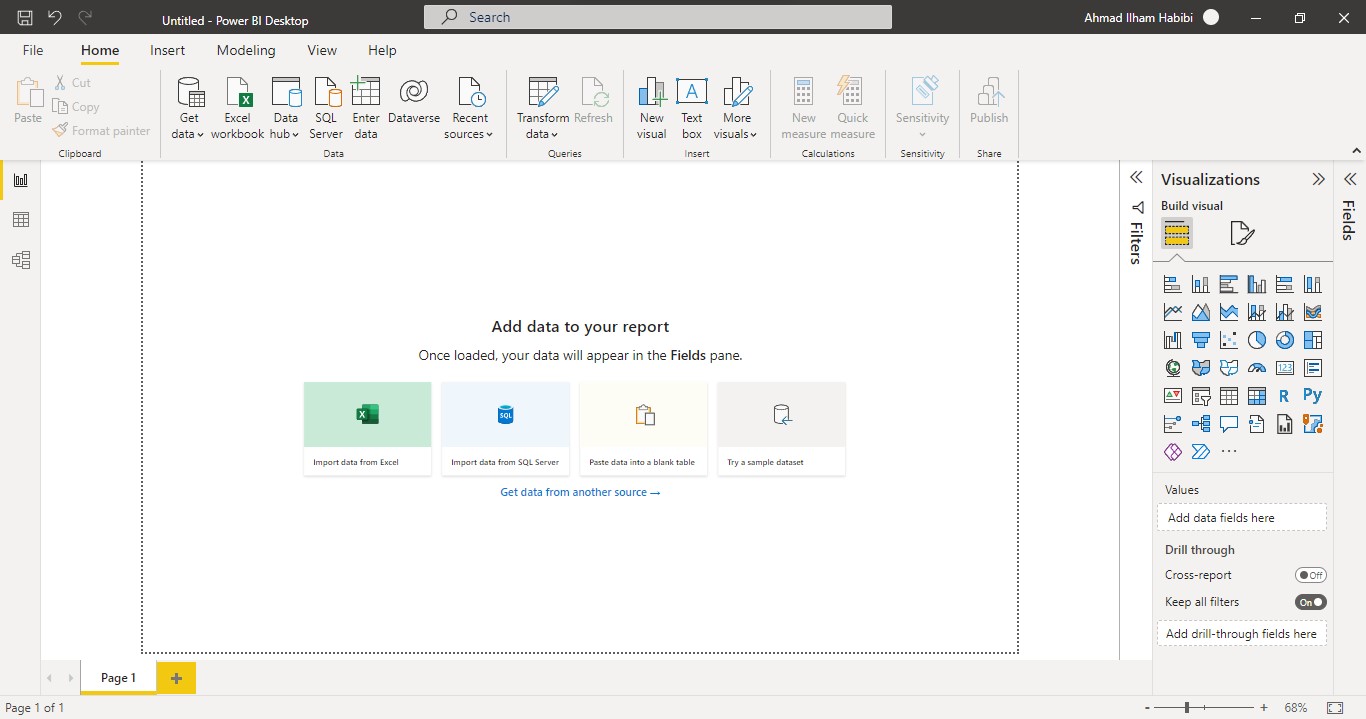 Untitled - Power BI Desktop
Search
Ahmad Ilham Habibi
File Home Insert Modeling View Help
Paste
Cut
Copy
Format painter
Clipboard
Get data
Excel workbook
Data hub
SQL Server
Enter data
Dataverse
Recent sources
Data
Transform data
Refresh
Queries
New visual
Text box
More visuals
Insert
New measure
Quick measure
Calculations
Sensitivity
Sensitivity
Publish
Share
Add data to your report
Once loaded, your data will appear in the Fields pane.
SQL
Import data from Excel
Import data from SQL Server
Paste data into a blank table
Try a sample dataset
Get data from another source →
Filters
Visualizations
Build visual
123
R
Py
Values
Add data fields here
Drill through
Cross-report
Off
Keep all filters
On
Add drill-through fields here
Fields
Page 1
Page 1 of 1
- + 68%